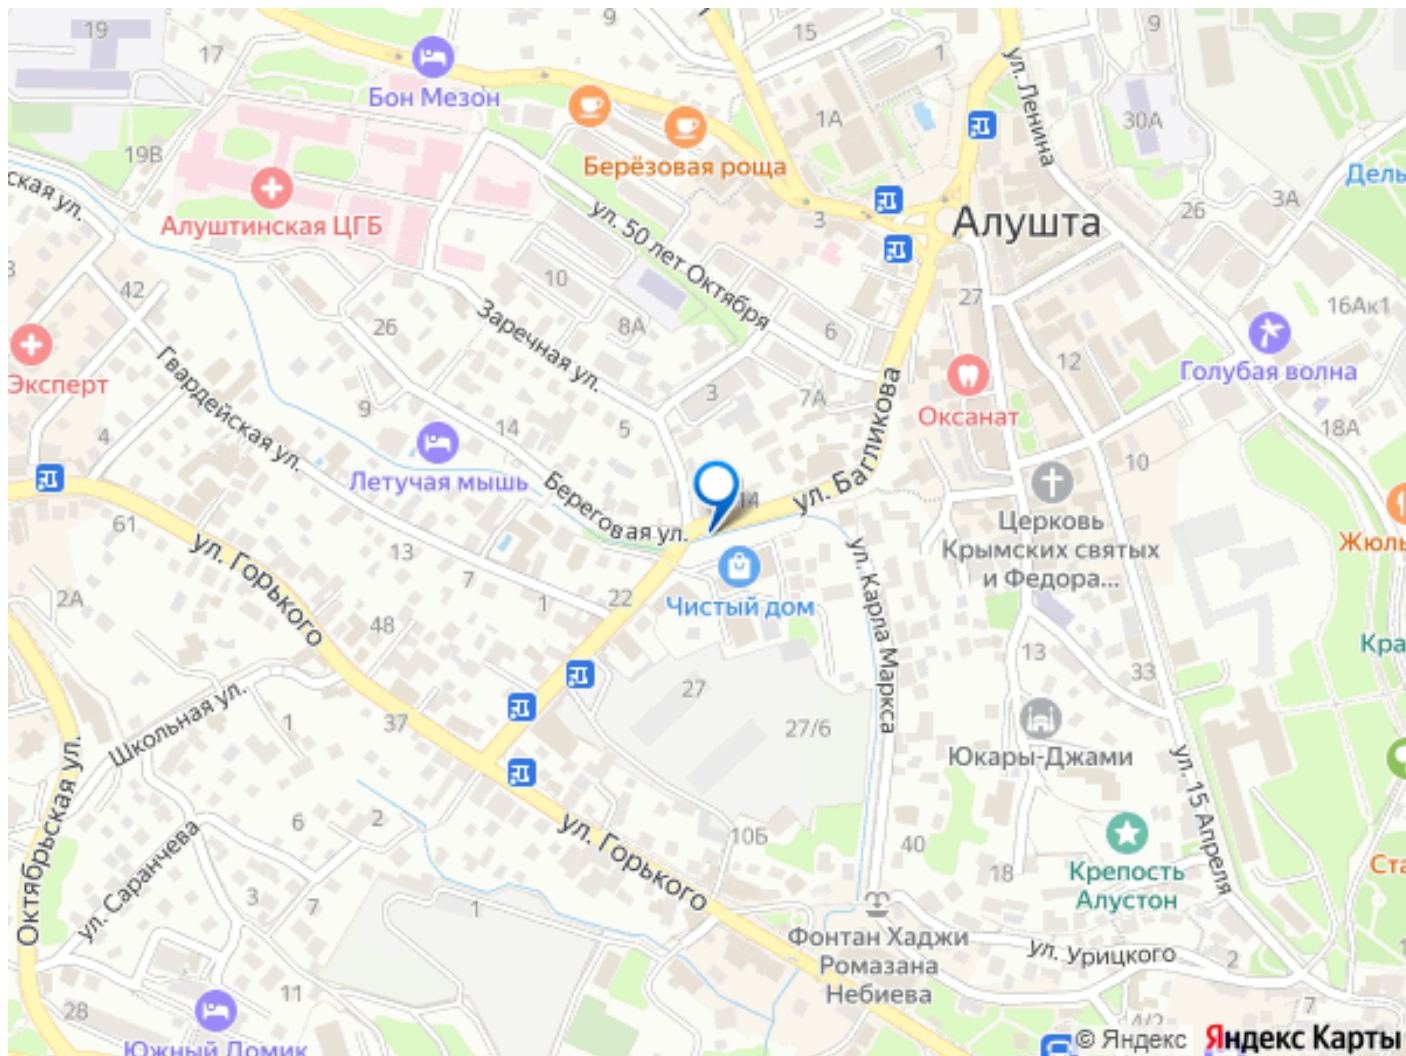 19
17
9
15
9
Бон Мезон
1
ул. Ленина
1А
30А
19В
Берёзовая роща
Дель
ская ул.
Алуштинская ЦГБ
ул. 50 лет Октября
3
Алушта
26
3А
10
42
27
16Ак1
26
8А
6
Заречная ул.
12
Голубая волна
Эксперт
Гвардейская ул.
9
3
7А
Оксанат
14
5
18А
4
ул. Багликова
10
Летучая мышь
Береговая ул.
14
Церковь
Крымских святых
и Федора...
Жюль
61
ул. Горького
13
7
1
22
Чистый дом
ул. Карла Маркса
2А
48
Кра
13
33
27
Школьная ул.
1
37
27/6
Юкары-Джами
ул. 15 Апреля
Октябрьская ул.
6
2
ул. Горького
10Б
40
18
Крепость
Алустон
Ста
ул. Саранчева
3
7
1
Фонтан Хаджи
Ромазана
Небиева
ул. Урицкого
2
28
11
7
4/2
Южный Домик
© Яндекс Яндекс Карты